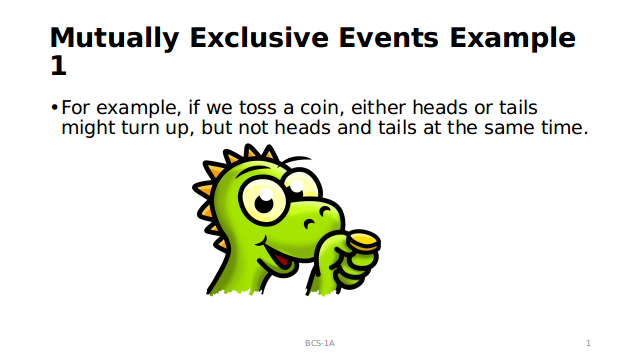 Mutually Exclusive Events Example
1
•For example, if we toss a coin, either heads or tails
might turn up, but not heads and tails at the same time.
BCS-1A
1